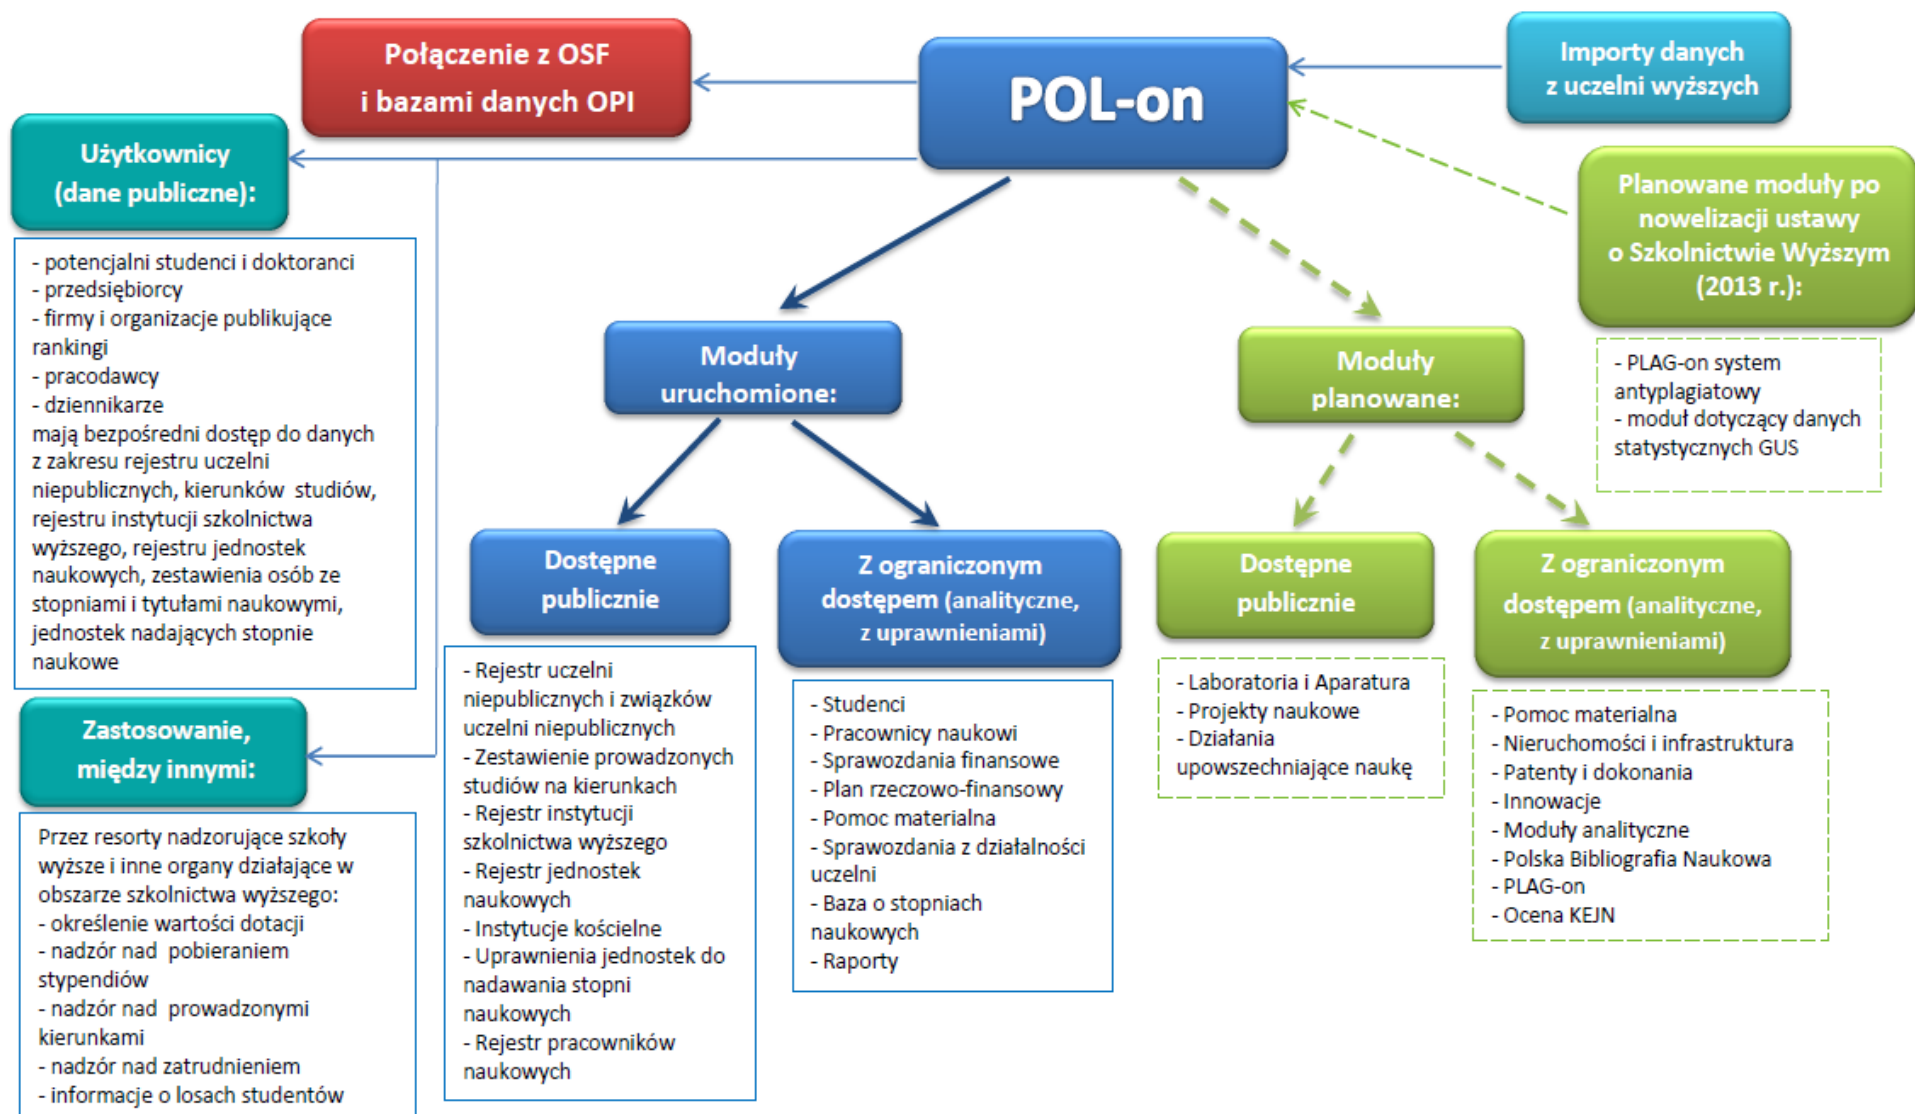 Połączenie z OSF
i bazami danych OPI
POL-on
Importy danych
z uczelni wyższych
Użytkownicy
(dane publiczne):
- potencjalni studenci i doktoranci
- przedsiębiorcy
- firmy i organizacje publikujące
rankingi
- pracodawcy
- dziennikarze
mają bezpośredni dostęp do danych
z zakresu rejestru uczelni
niepublicznych, kierunków studiów,
rejestru instytucji szkolnictwa
wyższego, rejestru jednostek
naukowych, zestawienia osób ze
stopniami i tytułami naukowymi,
jednostek nadających stopnie
naukowe
Zastosowanie,
między innymi:
Przez resorty nadzorujące szkoły
wyższe i inne organy działające w
obszarze szkolnictwa wyższego:
- określenie wartości dotacji
- nadzór nad pobieraniem
stypendiów
- nadzór nad prowadzonymi
kierunkami
- nadzór nad zatrudnieniem
- informacje o losach studentów
Moduły
uruchomione:
Dostępne
publicznie
- Rejestr uczelni
niepublicznych i związków
uczelni niepublicznych
- Zestawienie prowadzonych
studiów na kierunkach
- Rejestr instytucji
szkolnictwa wyższego
- Rejestr jednostek
naukowych
- Instytucje kościelne
- Uprawnienia jednostek do
nadawania stopni
naukowych
- Rejestr pracowników
naukowych
Z ograniczonym
dostępem (analityczne,
z uprawnieniami)
- Studenci
- Pracownicy naukowi
- Sprawozdania finansowe
- Plan rzeczowo-finansowy
- Pomoc materialna
- Sprawozdania z działalności
uczelni
- Baza o stopniach
naukowych
- Raporty
Moduły
planowane:
Dostępne
publicznie
- Laboratoria i Aparatura
- Projekty naukowe
- Działania
upowszechniające naukę
Z ograniczonym
dostępem (analityczne,
z uprawnieniami)
- Pomoc materialna
- Nieruchomości i infrastruktura
- Patenty i dokonania
- Innowacje
- Moduły analityczne
- Polska Bibliografia Naukowa
- PLAG-on
- Ocena KEJN
Planowane moduły po
nowelizacji ustawy
o Szkolnictwie Wyższym
(2013 r.):
- PLAG-on system
antyplagiatowy
- moduł dotyczący danych
statystycznych GUS